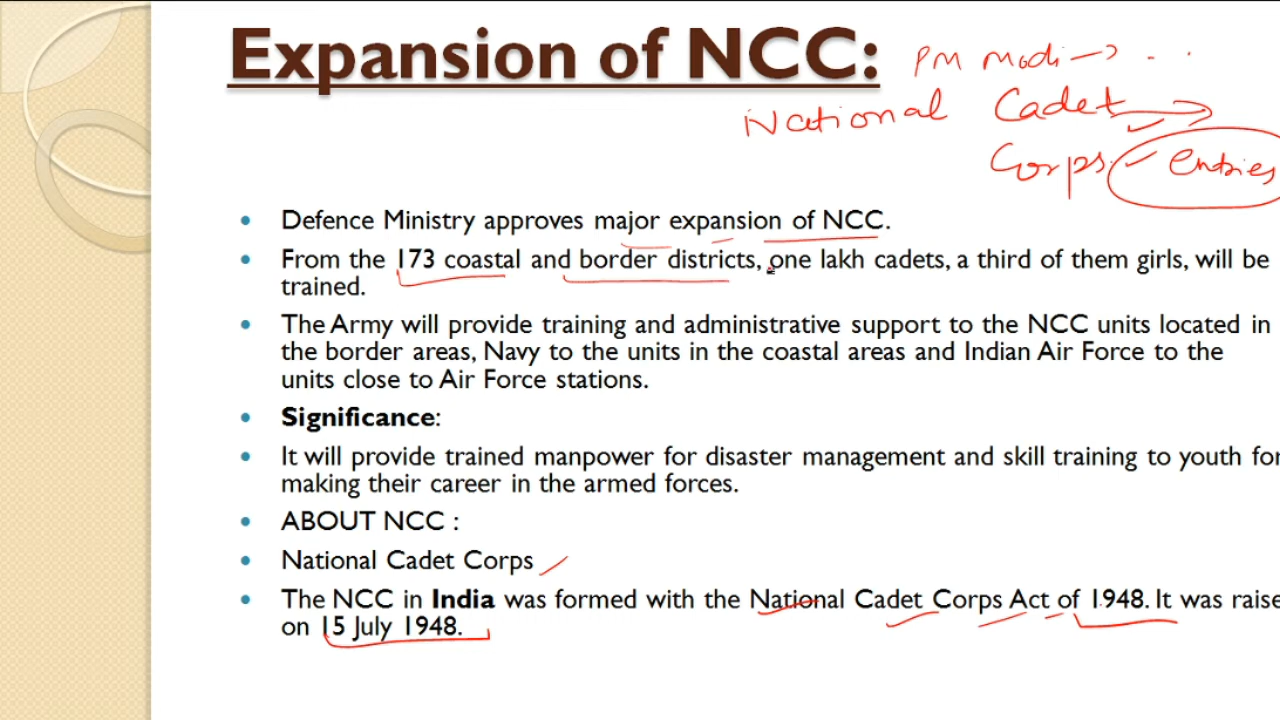 Expansion of NCC: PM Modi → . .
National Cadet →
Corps. entries
• Defence Ministry approves major expansion of NCC.
• From the 173 coastal and border districts, one lakh cadets, a third of them girls, will be
trained.
• The Army will provide training and administrative support to the NCC units located in
the border areas, Navy to the units in the coastal areas and Indian Air Force to the
units close to Air Force stations.
• Significance:
• It will provide trained manpower for disaster management and skill training to youth for
making their career in the armed forces.
• ABOUT NCC :
• National Cadet Corps
• The NCC in India was formed with the National Cadet Corps Act of 1948. It was raise
on 15 July 1948.